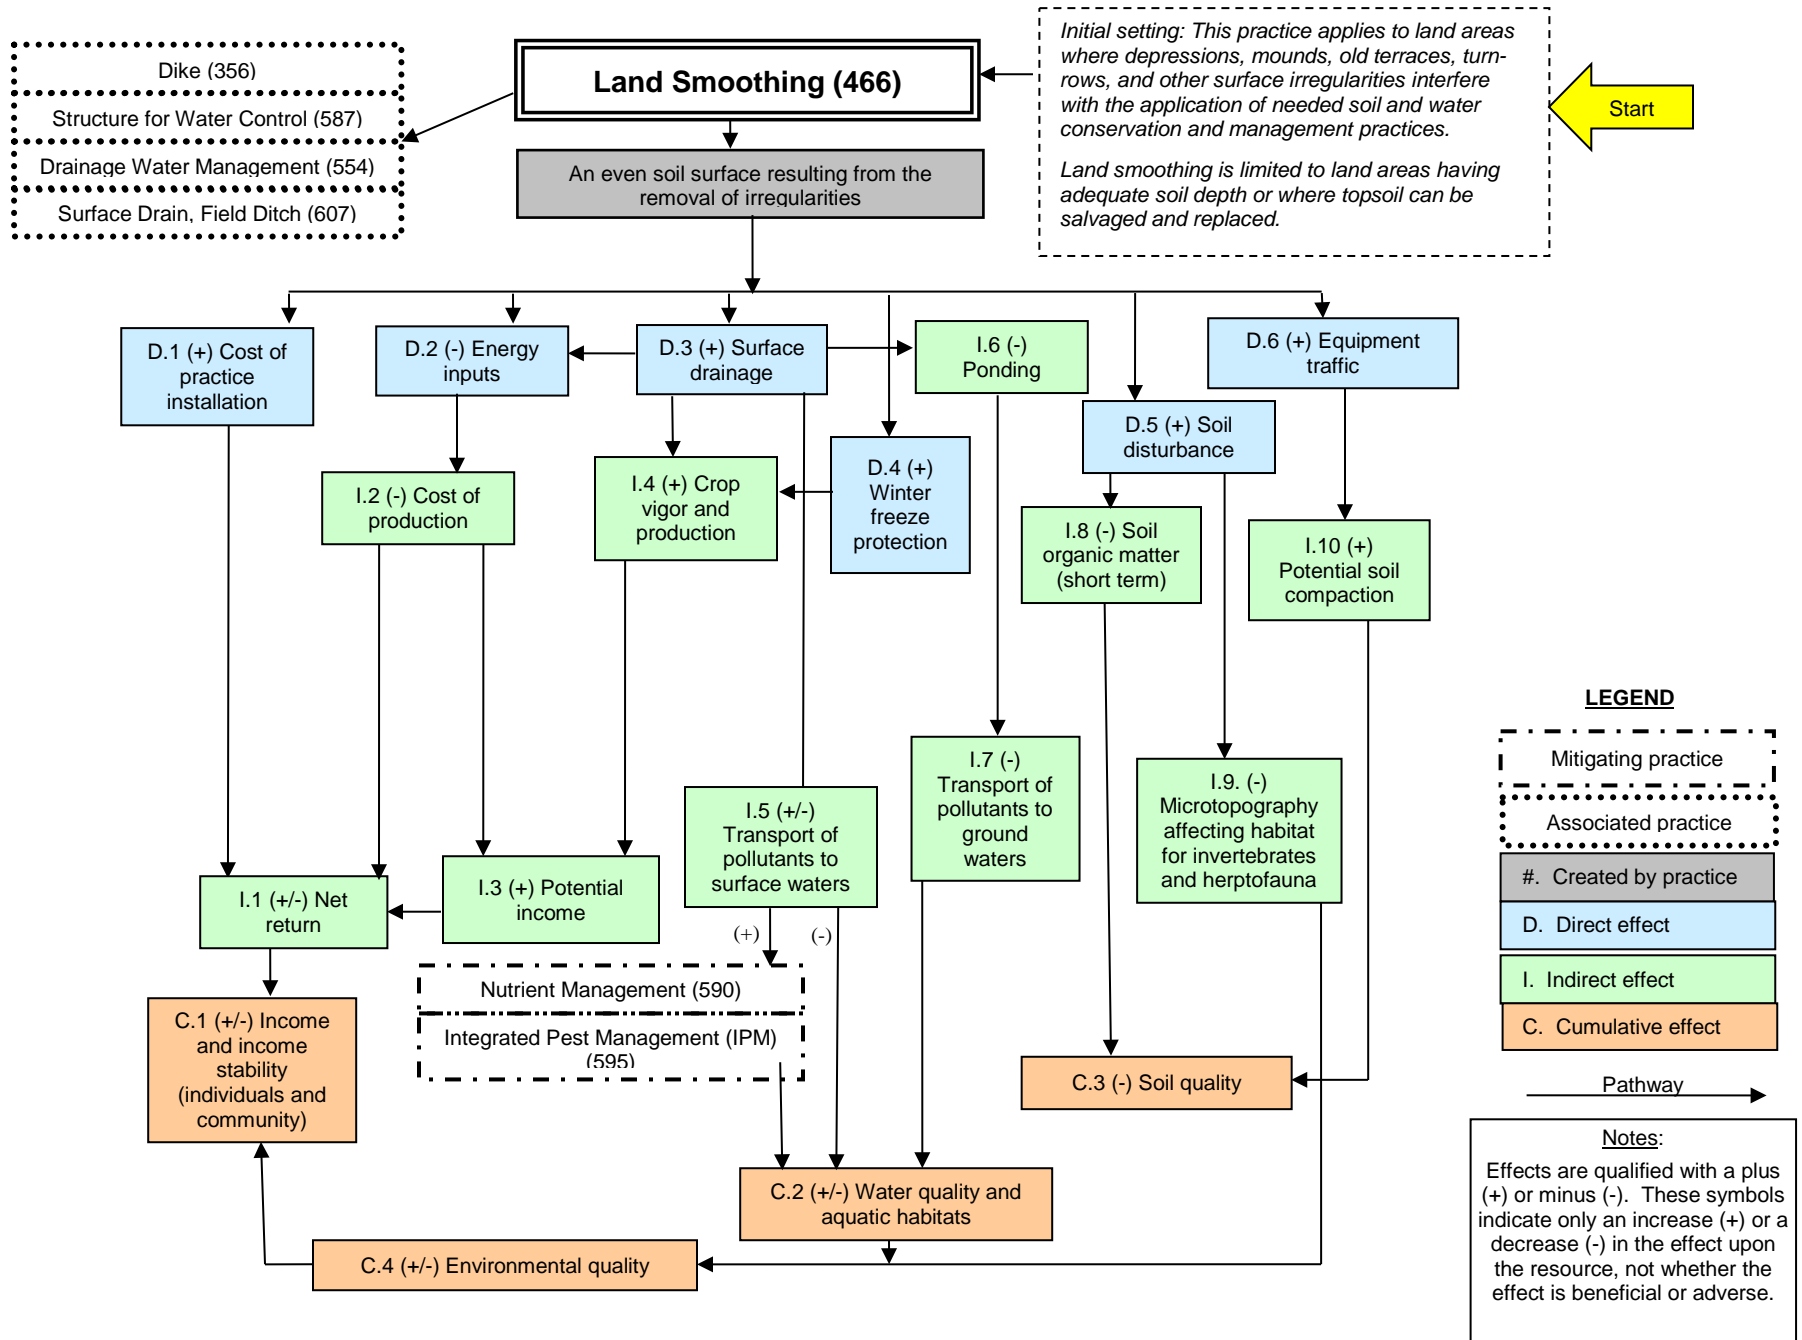 Dike (356)
Structure for Water Control (587)
Drainage Water Management (554)
Surface Drain, Field Ditch (607)
Land Smoothing (466)
An even soil surface resulting from the
removal of irregularities
Initial setting: This practice applies to land areas
where depressions, mounds, old terraces, turn-
rows, and other surface irregularities interfere
with the application of needed soil and water
conservation and management practices.
Land smoothing is limited to land areas having
adequate soil depth or where topsoil can be
salvaged and replaced.
Start
D.1 (+) Cost of
practice
installation
D.2 (-) Energy
inputs
D.3 (+) Surface
drainage
I.6 (-)
Ponding
D.6 (+) Equipment
traffic
D.5 (+) Soil
disturbance
D.4 (+)
Winter
freeze
protection
I.2 (-) Cost of
production
I.4 (+) Crop
vigor and
production
I.8 (-) Soil
organic matter
(short term)
I.10 (+)
Potential soil
compaction
I.7 (-)
Transport of
pollutants to
ground
waters
I.9. (-)
Microtopography
affecting habitat
for invertebrates
and herptofauna
I.5 (+/-)
Transport of
pollutants to
surface waters
I.3 (+) Potential
income
I.1 (+/-) Net
return
(+)
(-)
Nutrient Management (590)
Integrated Pest Management (IPM)
(595)
C.1 (+/-) Income
and income
stability
(individuals and
community)
C.3 (-) Soil quality
C.2 (+/-) Water quality and
aquatic habitats
C.4 (+/-) Environmental quality
LEGEND
Mitigating practice
Associated practice
#. Created by practice
D. Direct effect
I. Indirect effect
C. Cumulative effect
Pathway
Notes:
Effects are qualified with a plus
(+) or minus (-). These symbols
indicate only an increase (+) or a
decrease (-) in the effect upon
the resource, not whether the
effect is beneficial or adverse.